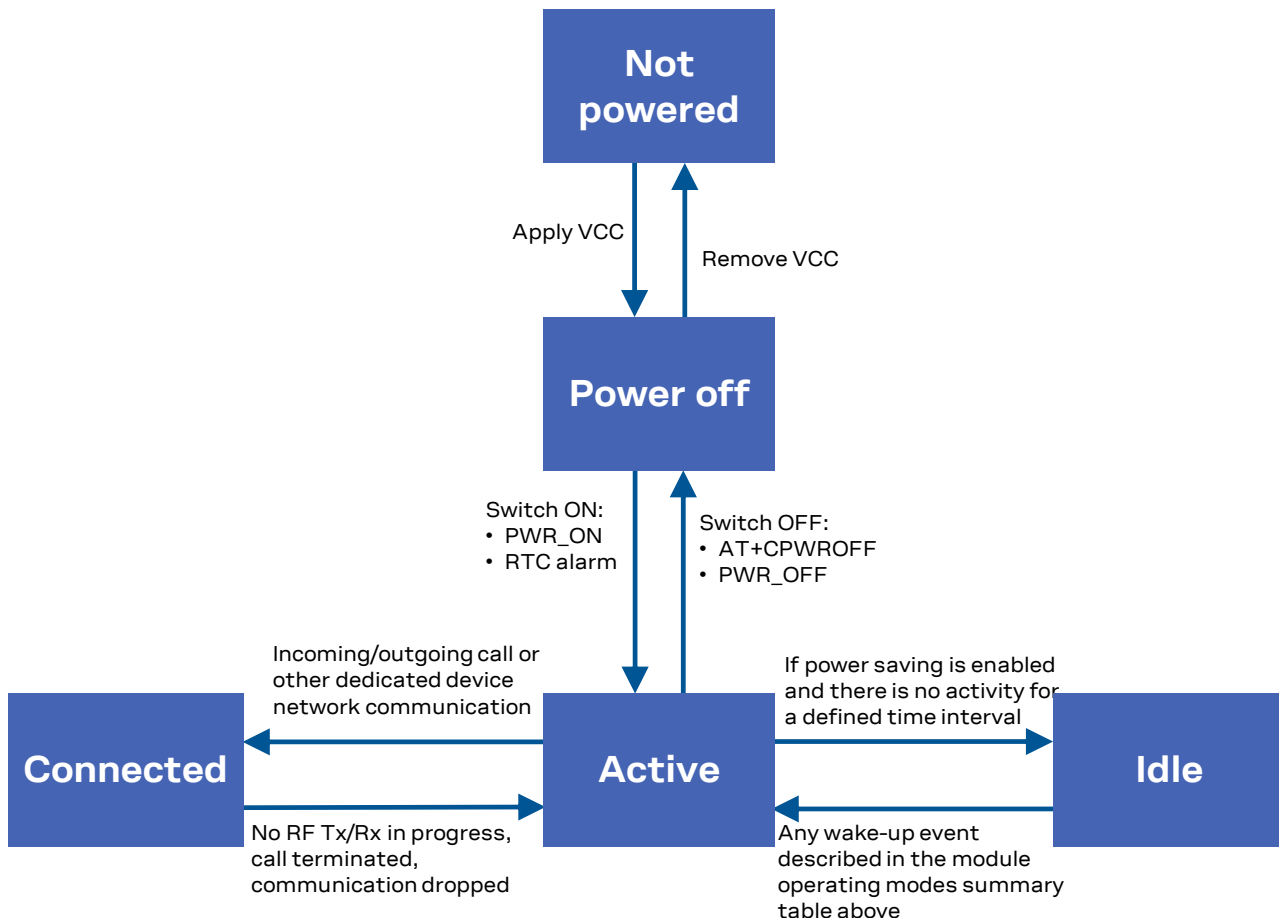 Not
powered
Apply VCC
Remove VCC
Power off
Switch ON:
• PWR_ON
• RTC alarm
Switch OFF:
• AT+CPWROFF
• PWR_OFF
Incoming/outgoing call or
other dedicated device
network communication
If power saving is enabled
and there is no activity for
a defined time interval
Connected
Active
Idle
No RF Tx/Rx in progress,
call terminated,
communication dropped
Any wake-up event
described in the module
operating modes summary
table above